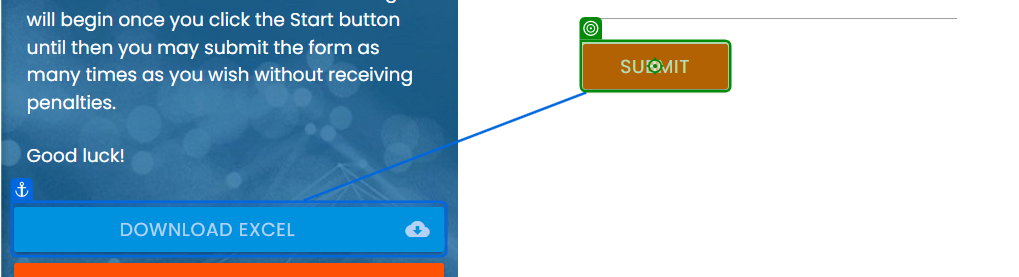 will begin once you click the Start button
until then you may submit the form as
many times as you wish without receiving
penalties.
Good luck!
DOWNLOAD EXCEL
SUBMIT